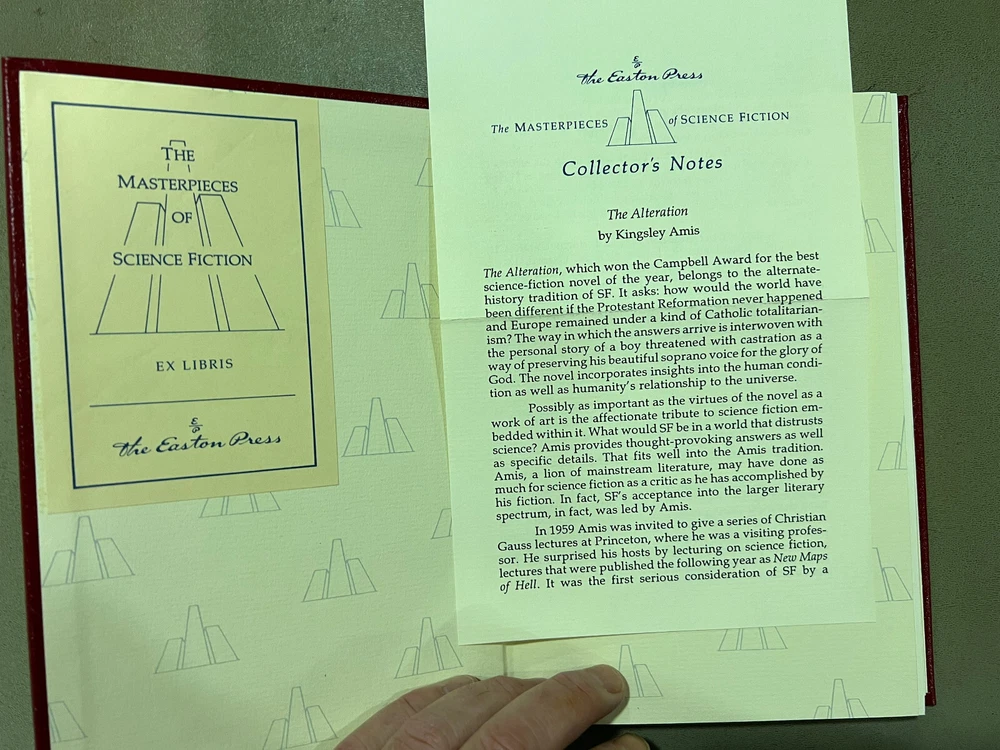 THE
MASTERPIECES
OF
SCIENCE FICTION
EX LIBRIS
E
P
the Easton Press
E
P
the Easton Press
The MASTERPIECES of SCIENCE FICTION
Collector's Notes
The Alteration
by Kingsley Amis
The Alteration, which won the Campbell Award for the best
science-fiction novel of the year, belongs to the alternate-
history tradition of SF. It asks: how would the world have
been different if the Protestant Reformation never happened
and Europe remained under a kind of Catholic totalitarian-
ism? The way in which the answers arrive is interwoven with
the personal story of a boy threatened with castration as a
way of preserving his beautiful soprano voice for the glory of
God. The novel incorporates insights into the human condi-
tion as well as humanity's relationship to the universe.
Possibly as important as the virtues of the novel as a
work of art is the affectionate tribute to science fiction em-
bedded within it. What would SF be in a world that distrusts
science? Amis provides thought-provoking answers as well
as specific details. That fits well into the Amis tradition.
Amis, a lion of mainstream literature, may have done as
much for science fiction as a critic as he has accomplished by
his fiction. In fact, SF's acceptance into the larger literary
spectrum, in fact, was led by Amis.
In 1959 Amis was invited to give a series of Christian
Gauss lectures at Princeton, where he was a visiting profes-
sor. He surprised his hosts by lecturing on science fiction,
lectures that were published the following year as New Maps
of Hell. It was the first serious consideration of SF by a